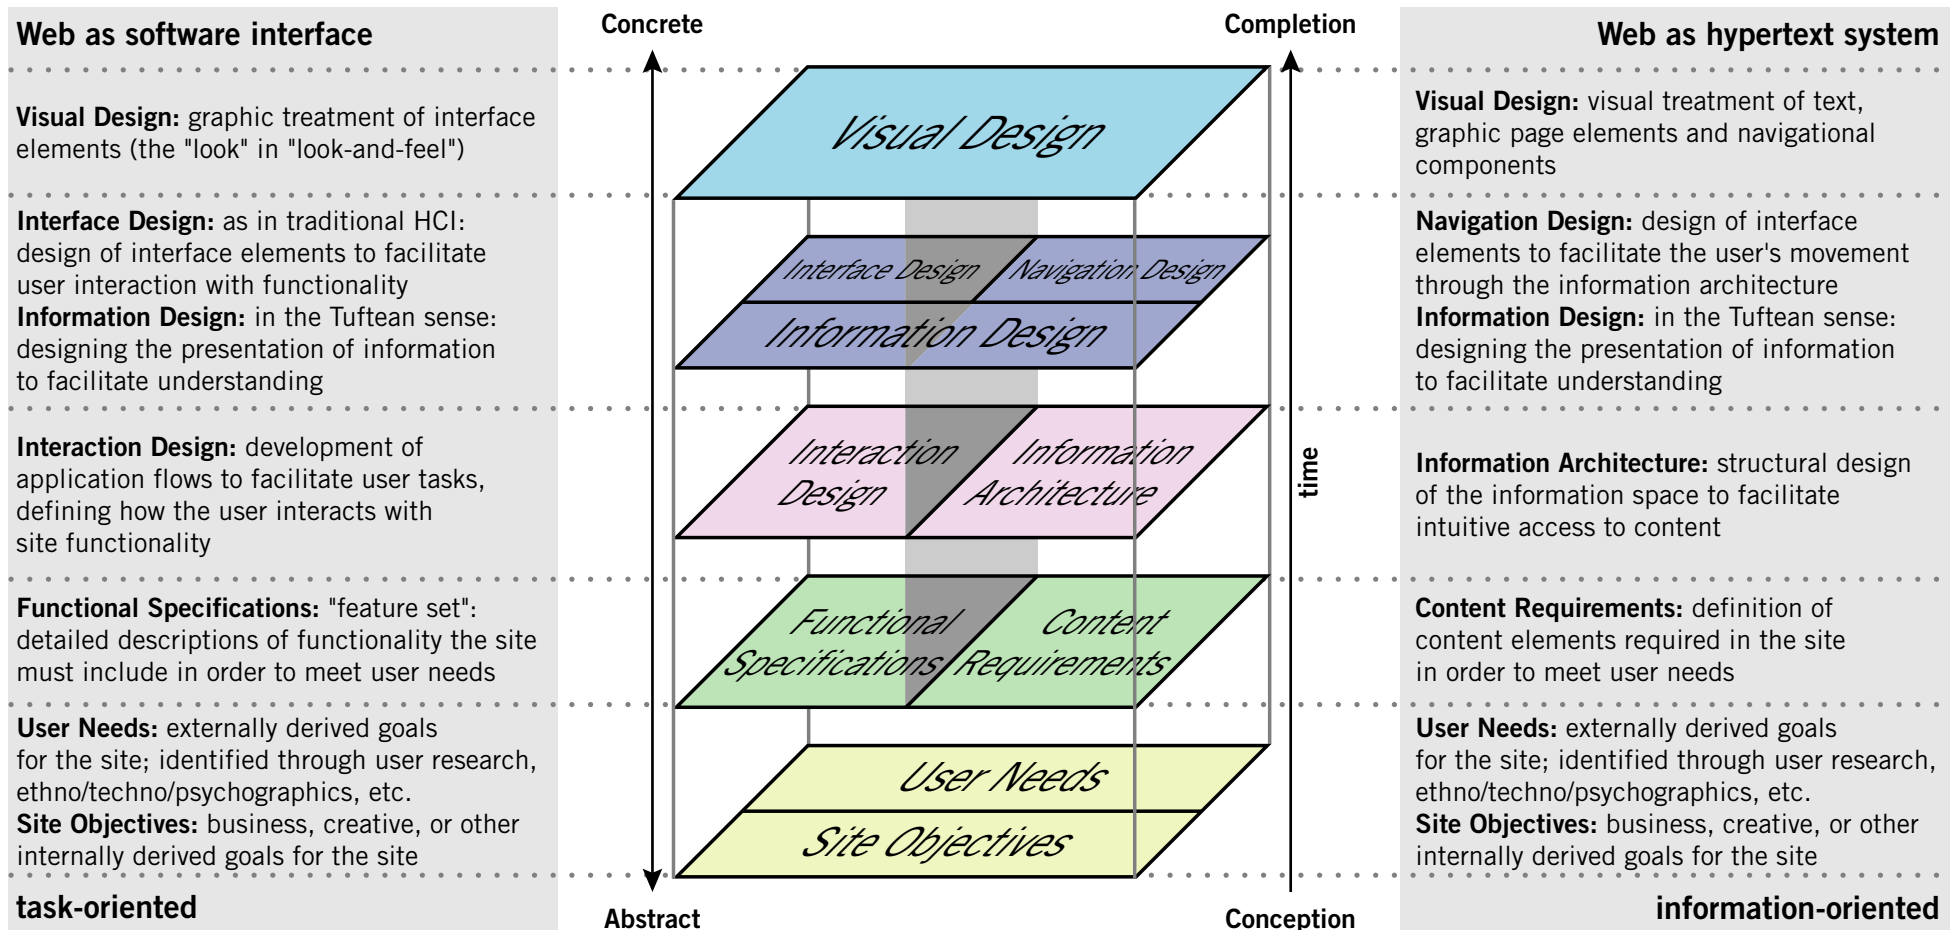 Web as software interface
Visual Design: graphic treatment of interface
elements (the "look" in "look-and-feel")
Interface Design: as in traditional HCI:
design of interface elements to facilitate
user interaction with functionality
Information Design: in the Tuftean sense:
designing the presentation of information
to facilitate understanding
Interaction Design: development of
application flows to facilitate user tasks,
defining how the user interacts with
site functionality
Functional Specifications: "feature set":
detailed descriptions of functionality the site
must include in order to meet user needs
User Needs: externally derived goals
for the site; identified through user research,
ethno/techno/psychographics, etc.
Site Objectives: business, creative, or other
internally derived goals for the site
task-oriented
Concrete
Completion
Visual Design
Interface Design
Navigation Design
Information Design
Interaction
Design
Information
Architecture
Functional
Specifications
Content
Requirements
User Needs
Site Objectives
time
Abstract
Conception
Web as hypertext system
Visual Design: visual treatment of text,
graphic page elements and navigational
components
Navigation Design: design of interface
elements to facilitate the user's movement
through the information architecture
Information Design: in the Tuftean sense:
designing the presentation of information
to facilitate understanding
Information Architecture: structural design
of the information space to facilitate
intuitive access to content
Content Requirements: definition of
content elements required in the site
in order to meet user needs
User Needs: externally derived goals
for the site; identified through user research,
ethno/techno/psychographics, etc.
Site Objectives: business, creative, or other
internally derived goals for the site
information-oriented